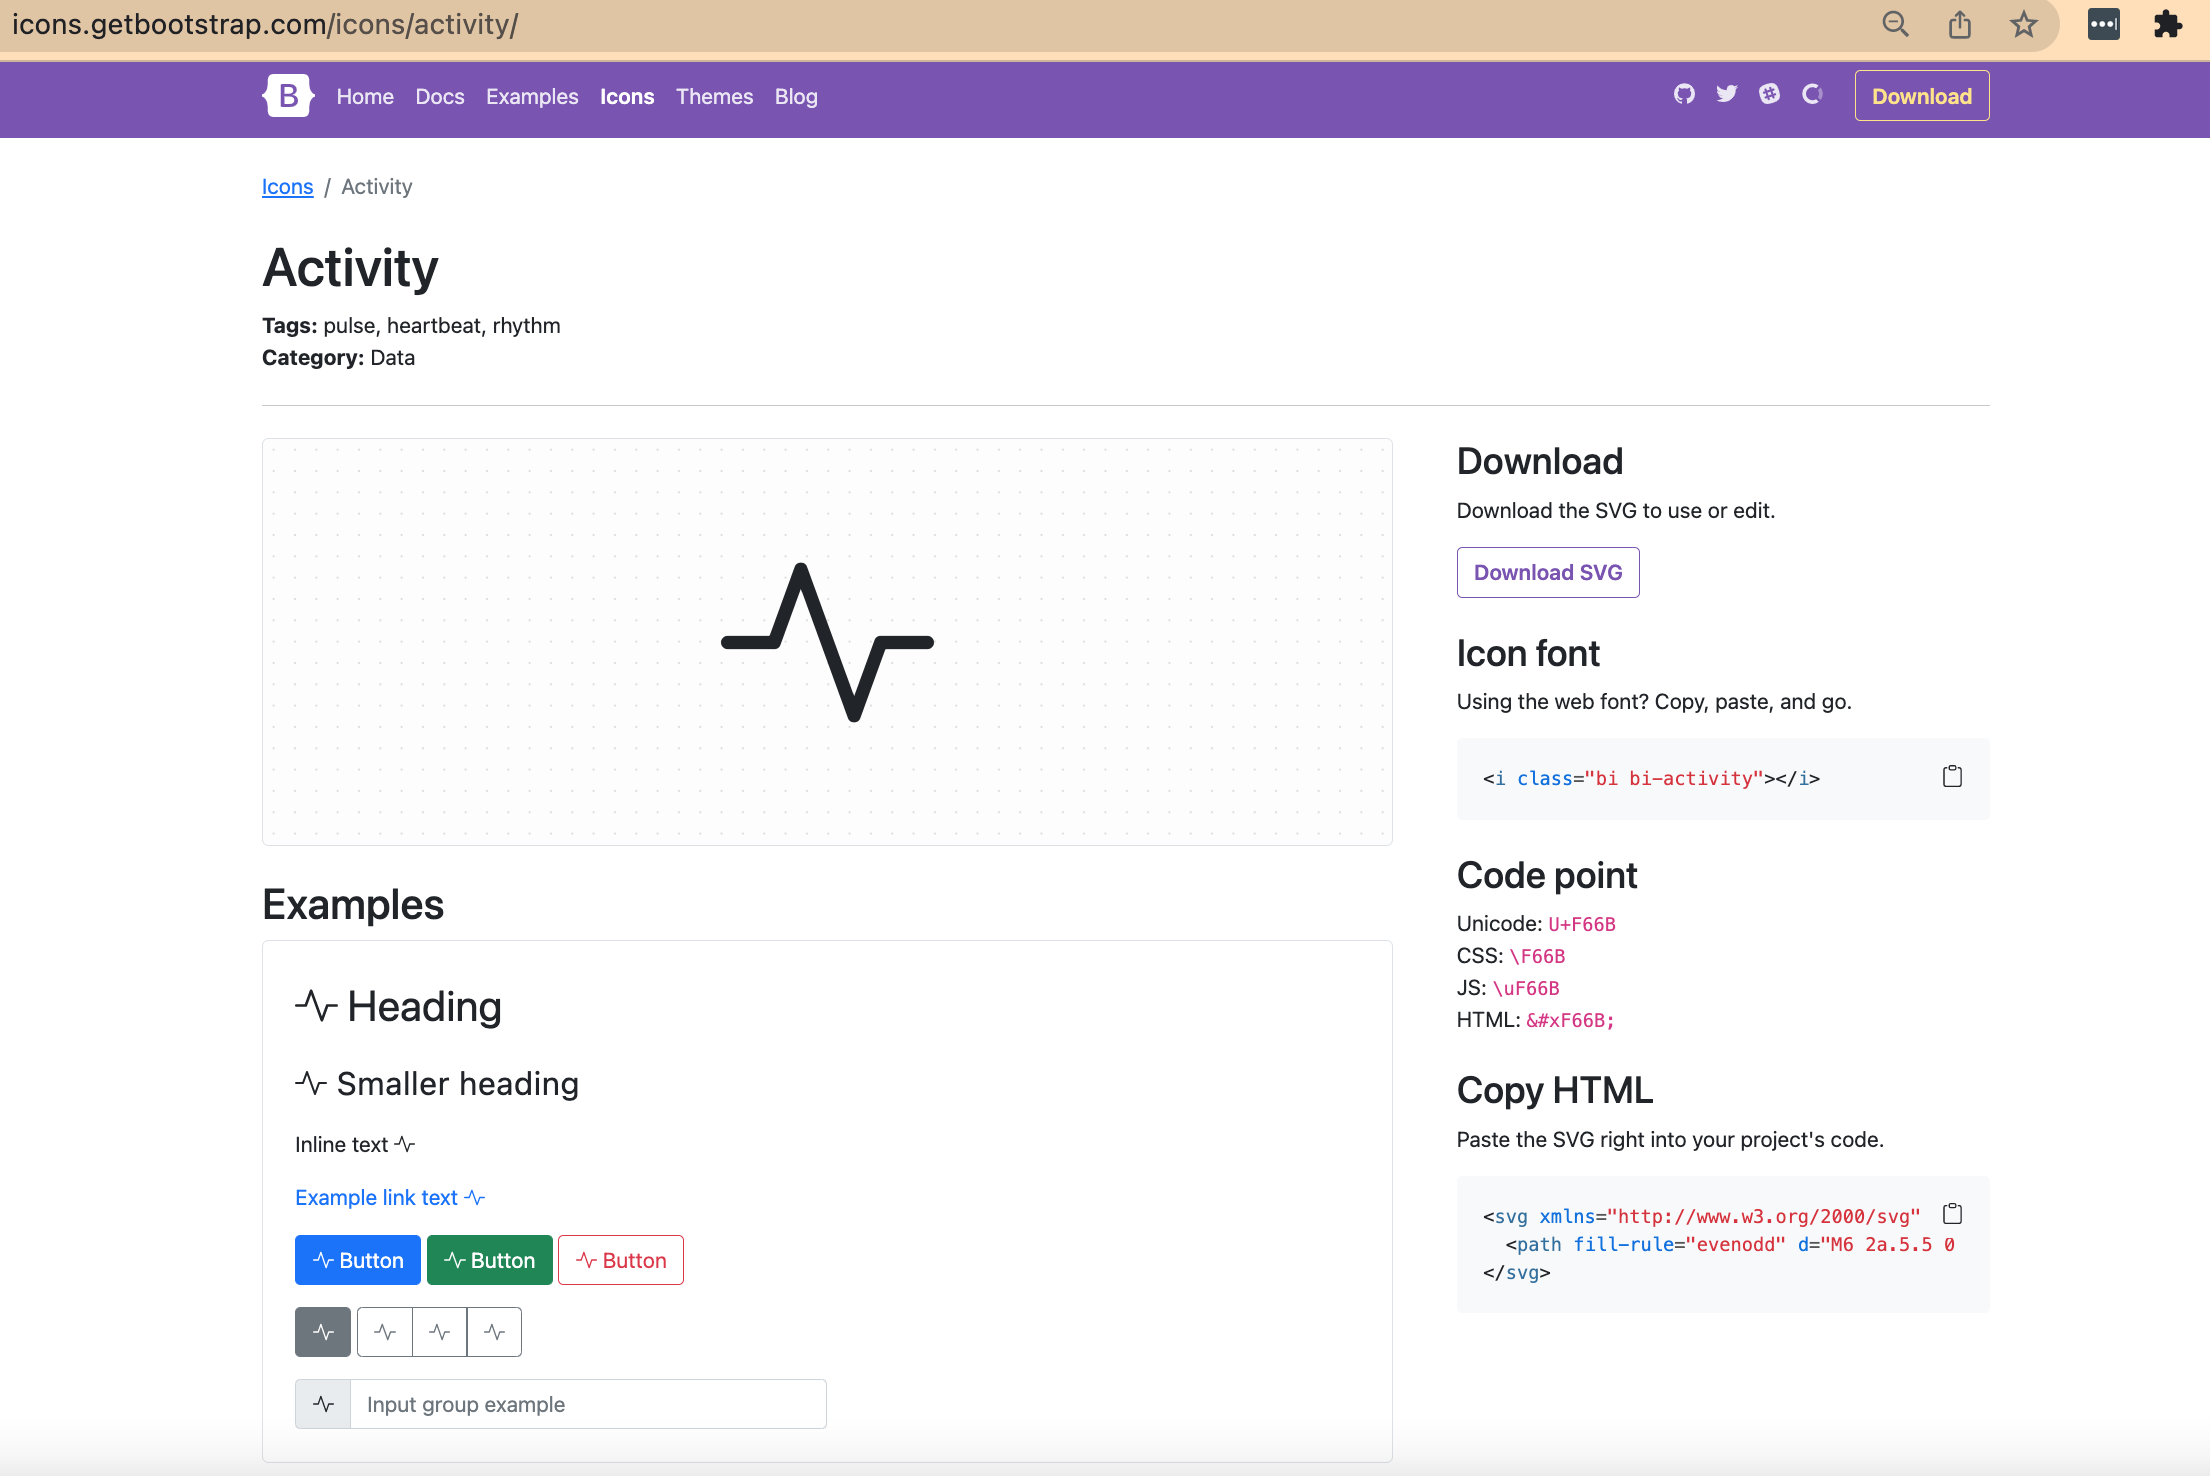 icons.getbootstrap.com/icons/activity/
B Home Docs Examples Icons Themes Blog Download
Icons / Activity
Activity
Tags: pulse, heartbeat, rhythm
Category: Data
Download
Download the SVG to use or edit.
Download SVG
Icon font
Using the web font? Copy, paste, and go.
<i class="bi bi-activity"></i>
Code point
Unicode: U+F66B
CSS: \F66B
JS: \uF66B
HTML: &#xF66B;
Copy HTML
Paste the SVG right into your project's code.
<svg xmlns="http://www.w3.org/2000/svg"
<path fill-rule="evenodd" d="M6 2a.5.5 0
</svg>
Examples
Heading
Smaller heading
Inline text
Example link text
Button Button Button
Input group example